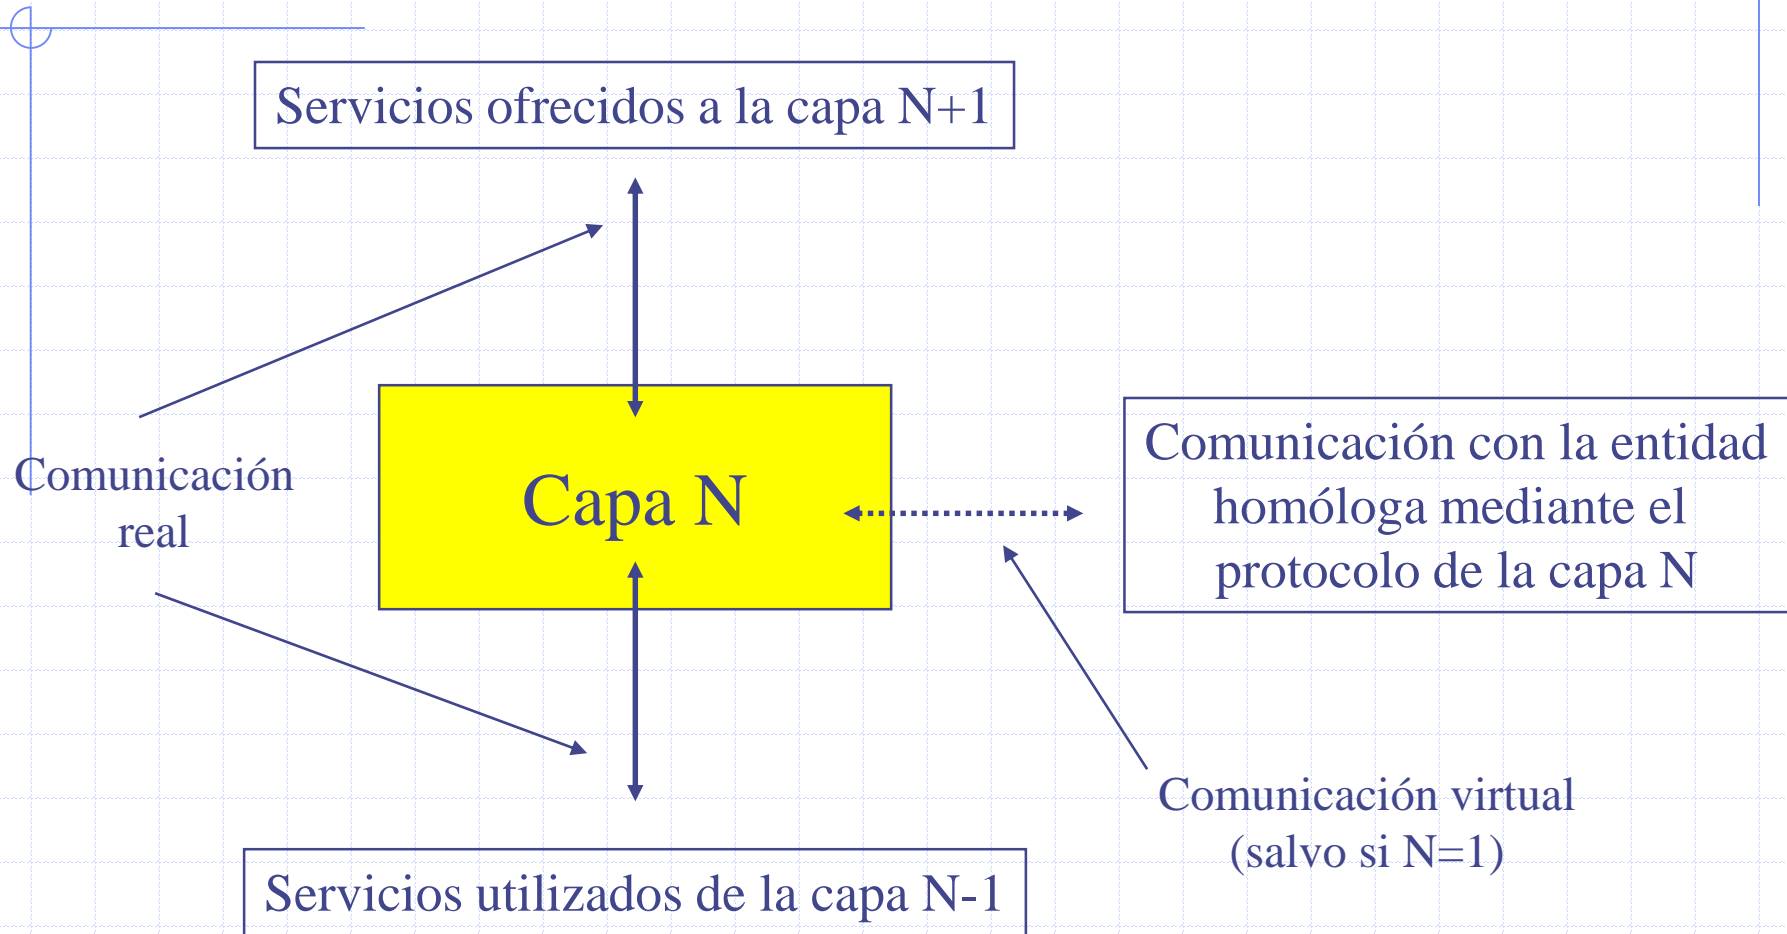 Servicios ofrecidos a la capa N+1
Comunicación
real
Capa N
Comunicación con la entidad
homóloga mediante el
protocolo de la capa N
Comunicación virtual
(salvo si N=1)
Servicios utilizados de la capa N-1